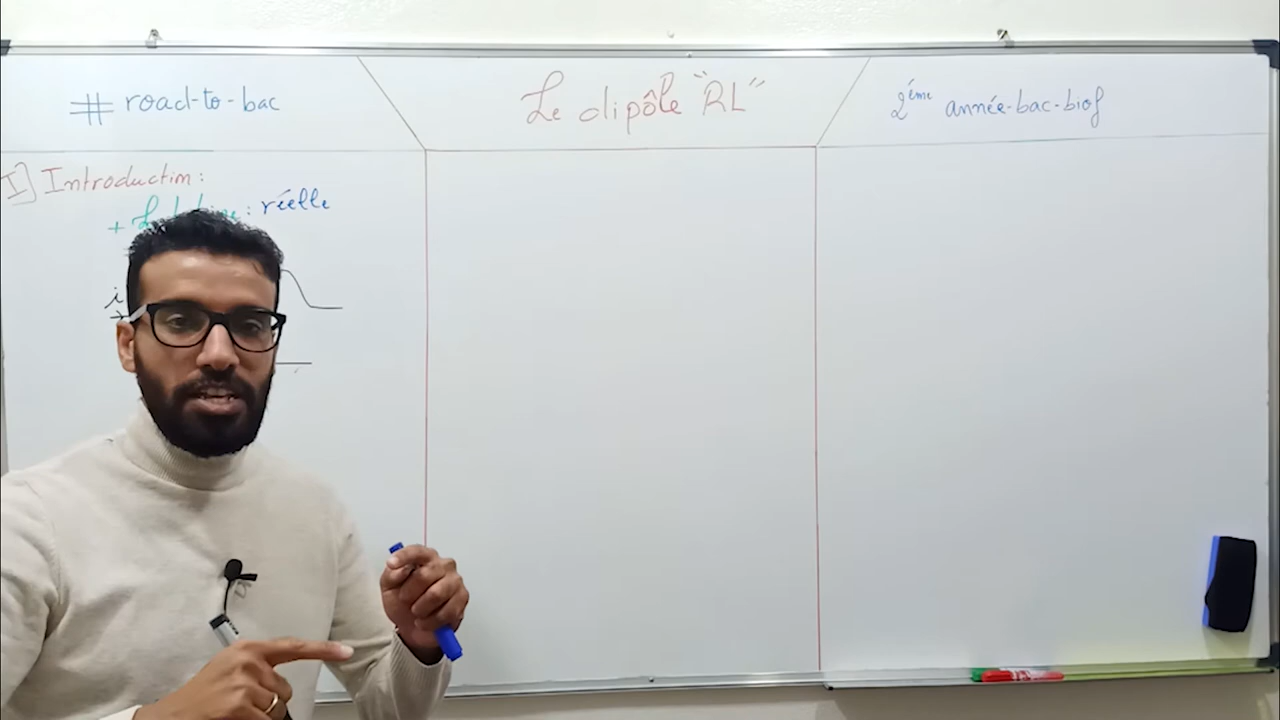 # road-to-bac
Le dipôle "RL"
2ème année-bac-biof
I] Introduction:
+ : réelle
i